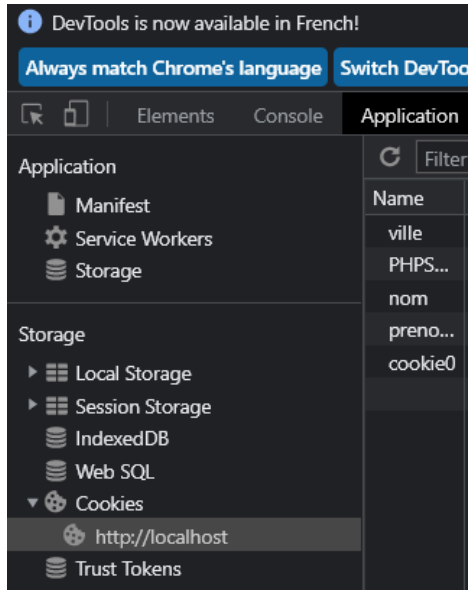 DevTools is now available in French!
Always match Chrome's language Switch DevToo
Elements Console Application
Application
Manifest
Service Workers
Storage
Storage
Local Storage
Session Storage
IndexedDB
Web SQL
Cookies
http://localhost
Trust Tokens
Filter
Name
ville
PHPS...
nom
preno...
cookie0